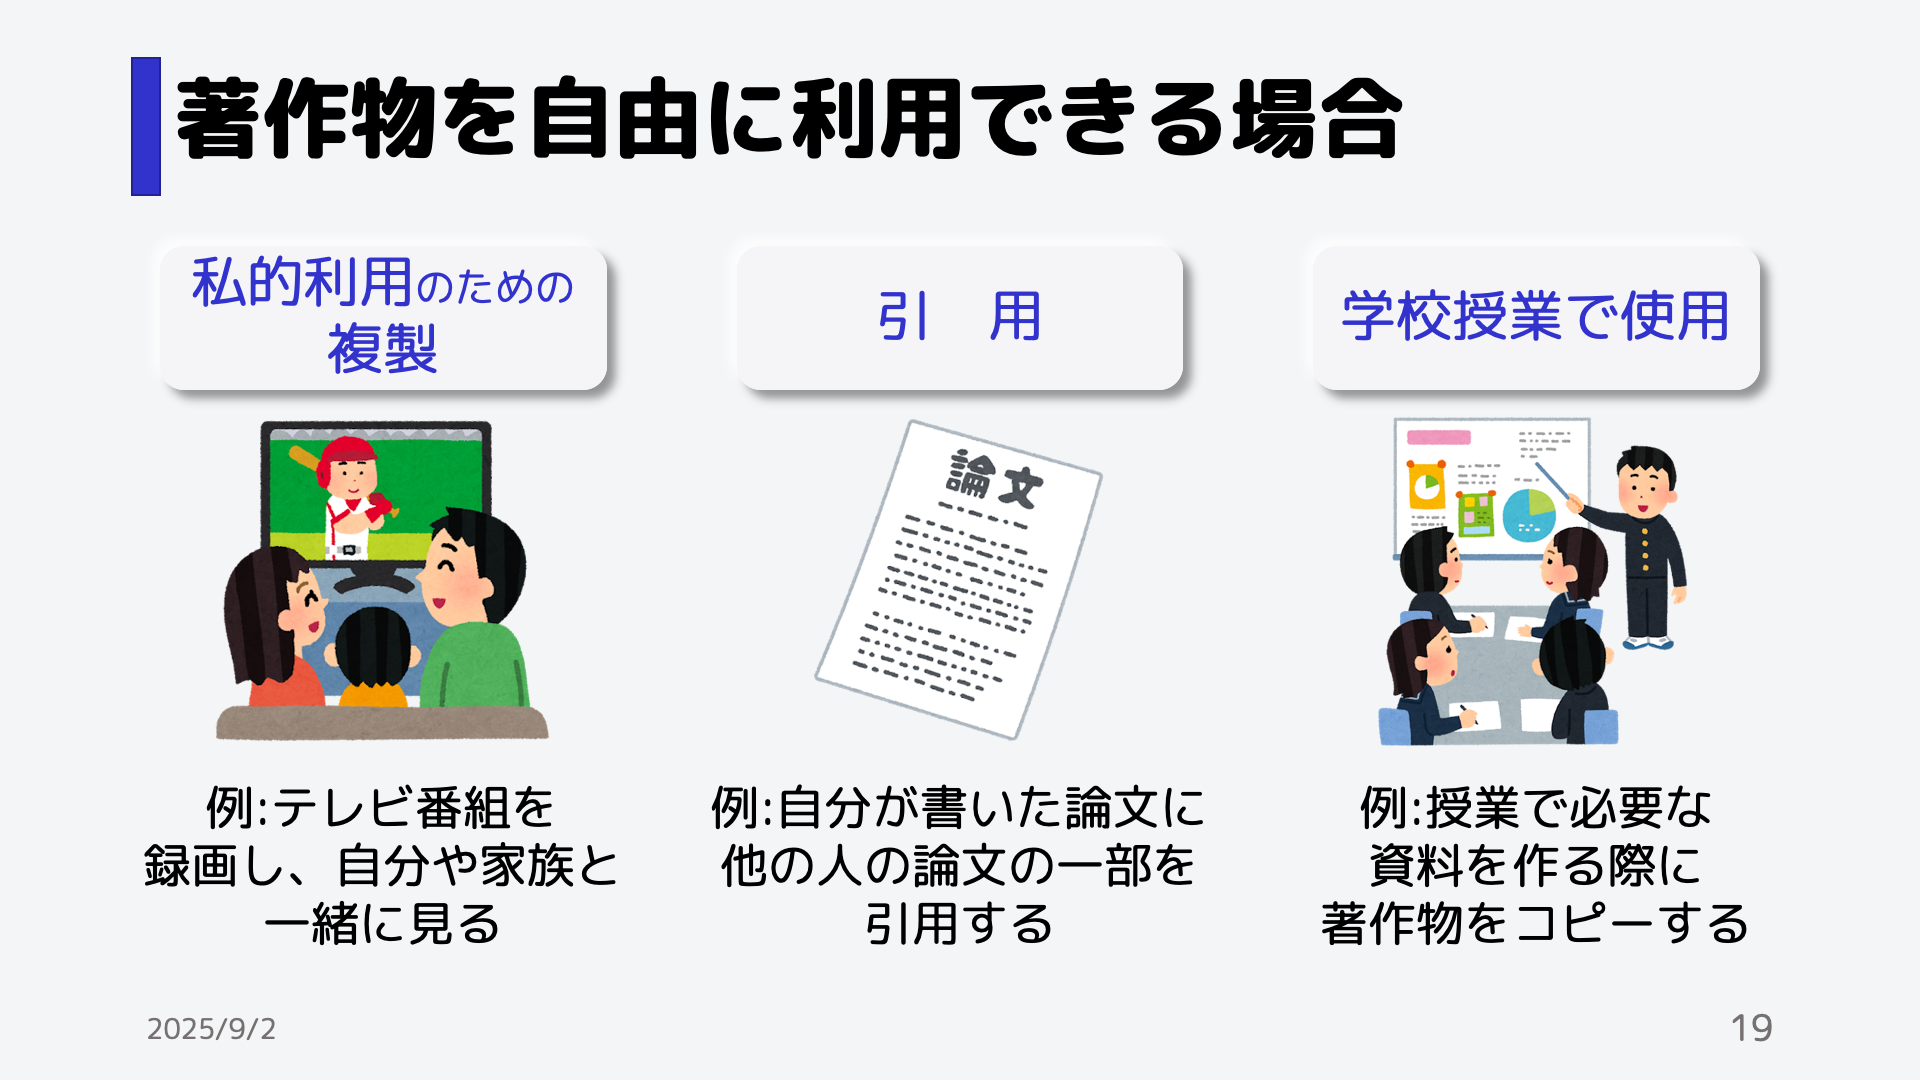 著作物を自由に利用できる場合
私的利用のための
複製
引　用
学校授業で使用
論文
例:テレビ番組を
録画し、自分や家族と
一緒に見る
例:自分が書いた論文に
他の人の論文の一部を
引用する
例:授業で必要な
資料を作る際に
著作物をコピーする
2025/9/2
19